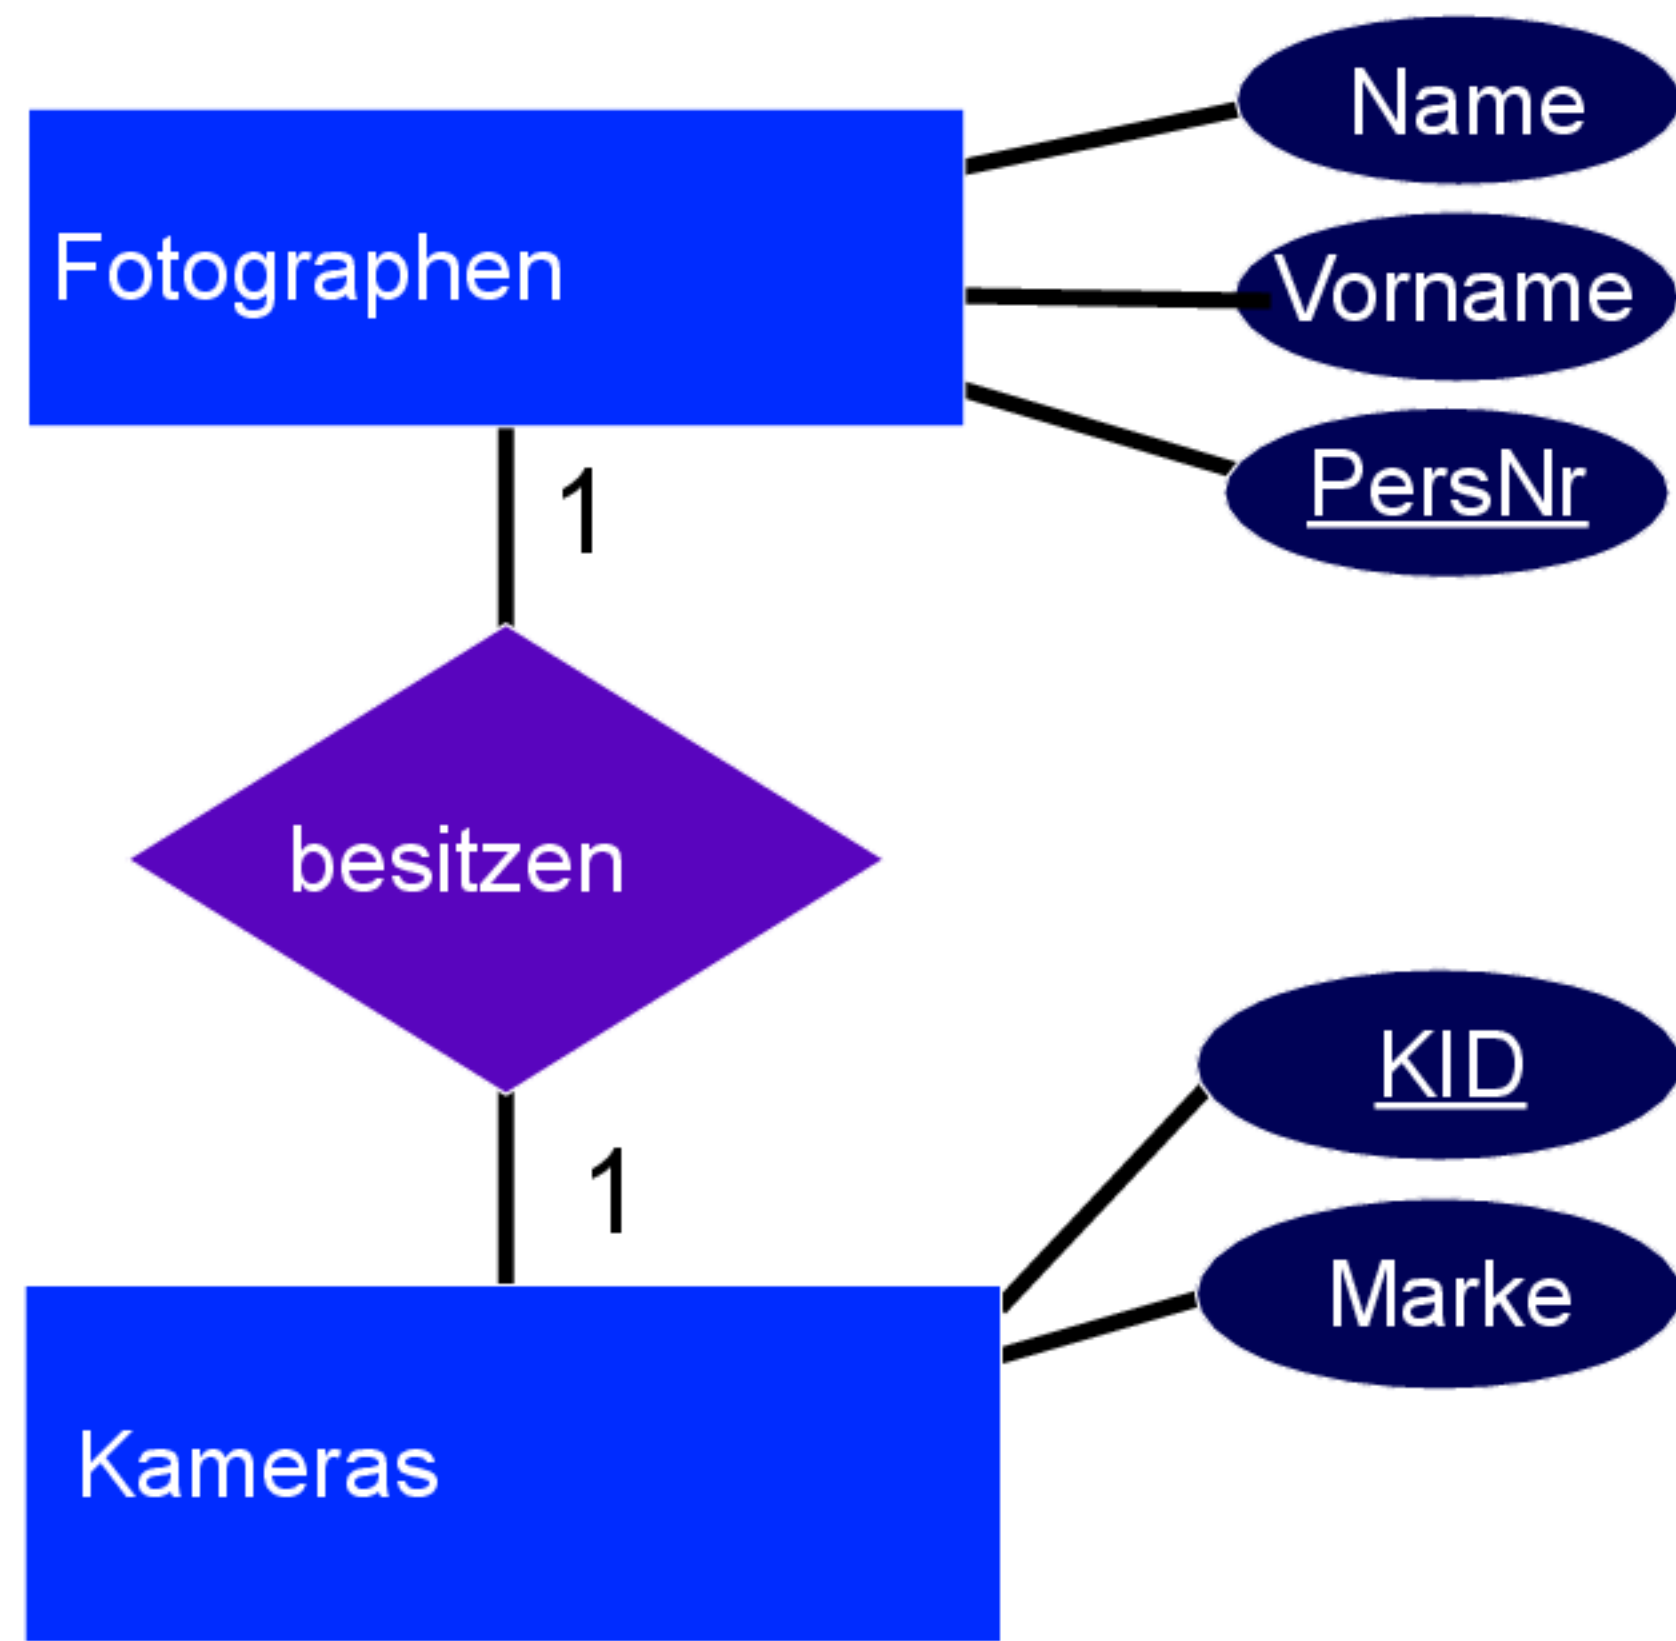 Name
Fotographen
Vorname
PersNr
1
besitzen
KID
1
Marke
Kameras